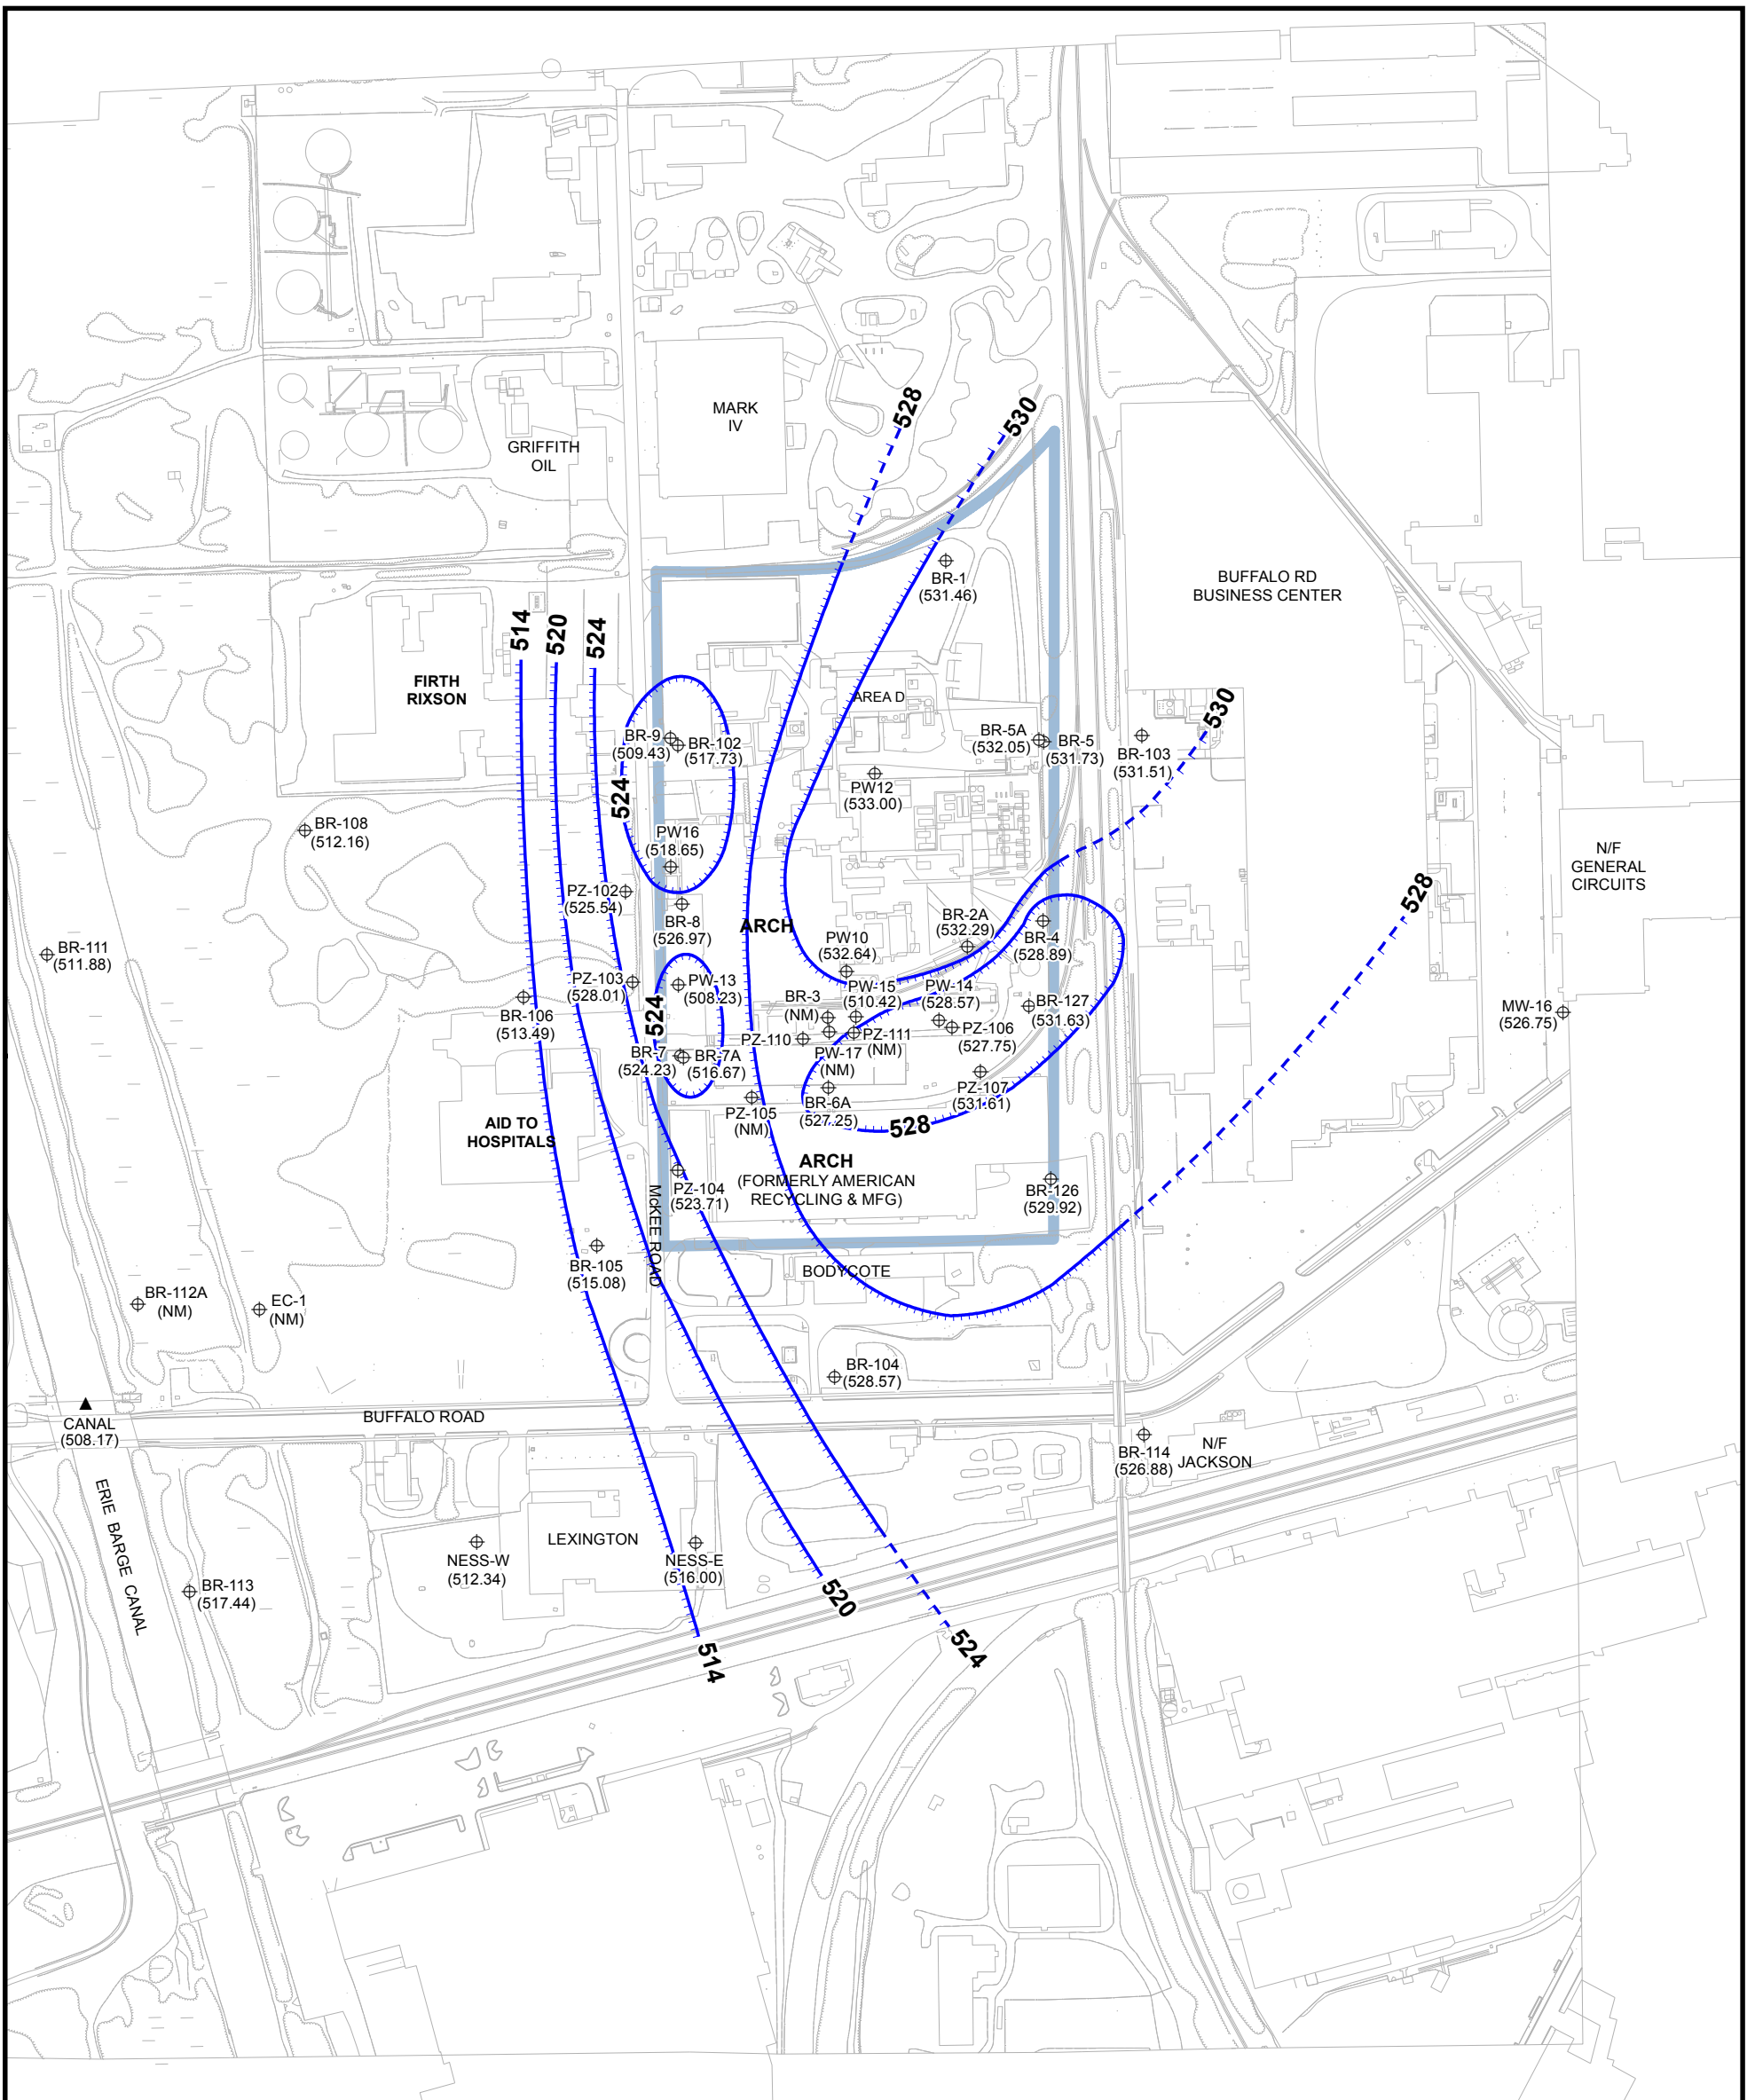 528
530
MARK
IV
GRIFFITH
OIL
BR-1
(531.46)
BUFFALO RD
BUSINESS CENTER
514
520
524
FIRTH
RIXSON
AREA D
BR-9
(509.43)
BR-102
(517.73)
BR-5A
(532.05)
BR-5
(531.73)
BR-103
(531.51)
530
PW12
(533.00)
524
BR-108
(512.16)
PW16
(518.65)
N/F
GENERAL
CIRCUITS
PZ-102
(525.54)
528
BR-8
(526.97)
ARCH
BR-2A
(532.29)
BR-4
(528.89)
BR-111
(511.88)
PW10
(532.64)
PZ-103
(528.01)
PW-13
(508.23)
524
BR-3
(NM)
PW-15
(510.42)
PW-14
(528.57)
BR-127
(531.63)
MW-16
(526.75)
BR-106
(513.49)
PZ-106
(527.75)
PZ-110
PZ-111
(NM)
PW-17
(NM)
BR-7
(524.23)
BR-7A
(516.67)
PZ-107
(531.61)
PZ-105
(NM)
BR-6A
(527.25)
528
AID TO
HOSPITALS
ARCH
(FORMERLY AMERICAN
RECYCLING & MFG)
PZ-104
(523.71)
BR-126
(529.92)
McKEE ROAD
BR-105
(515.08)
BODYCOTE
BR-112A
(NM)
EC-1
(NM)
BR-104
(528.57)
CANAL
(508.17)
BUFFALO ROAD
BR-114
(526.88)
N/F
JACKSON
ERIE BARGE CANAL
LEXINGTON
NESS-W
(512.34)
NESS-E
(516.00)
BR-113
(517.44)
520
514
524